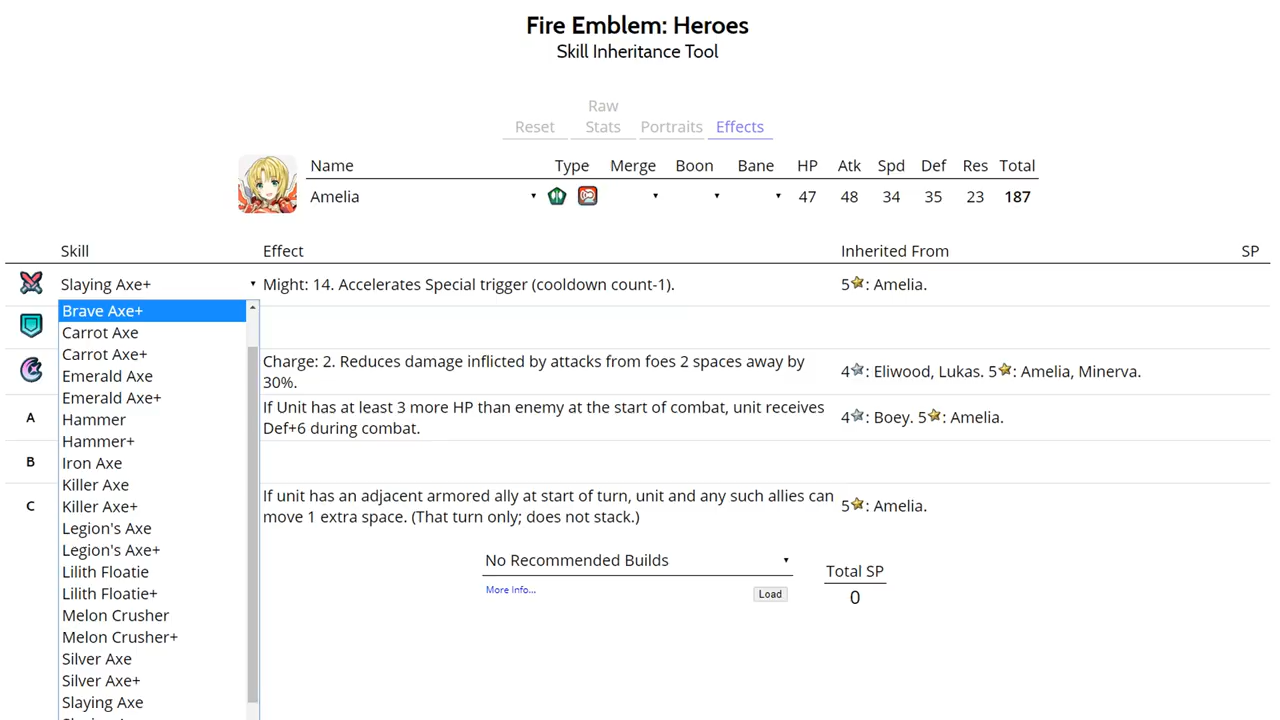 Fire Emblem: Heroes
Skill Inheritance Tool
Reset
Raw
Stats
Portraits
Effects
Name Type Merge Boon Bane HP Atk Spd Def Res Total
Amelia 47 48 34 35 23 187
Skill Effect Inherited From SP
Slaying Axe+ Might: 14. Accelerates Special trigger (cooldown count-1). 5: Amelia.
Brave Axe+
Carrot Axe
Carrot Axe+
Emerald Axe
Emerald Axe+
Hammer
Hammer+
Iron Axe
Killer Axe
Killer Axe+
Legion's Axe
Legion's Axe+
Lilith Floatie
Lilith Floatie+
Melon Crusher
Melon Crusher+
Silver Axe
Silver Axe+
Slaying Axe
Charge: 2. Reduces damage inflicted by attacks from foes 2 spaces away by
30%.
4: Eliwood, Lukas. 5: Amelia, Minerva.
A
If Unit has at least 3 more HP than enemy at the start of combat, unit receives
Def+6 during combat.
4: Boey. 5: Amelia.
B
C
If unit has an adjacent armored ally at start of turn, unit and any such allies can
move 1 extra space. (That turn only; does not stack.)
5: Amelia.
No Recommended Builds
More Info...
Load
Total SP
0